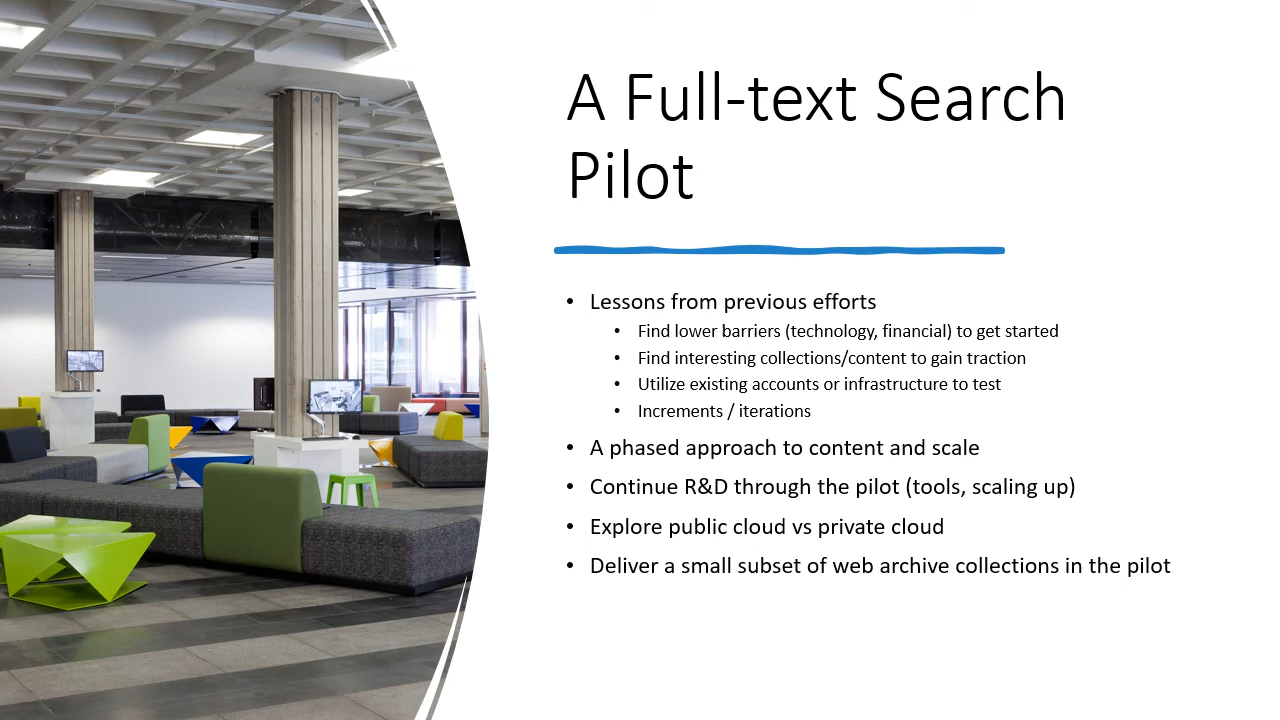 A Full-text Search
Pilot
• Lessons from previous efforts
• Find lower barriers (technology, financial) to get started
• Find interesting collections/content to gain traction
• Utilize existing accounts or infrastructure to test
• Increments / iterations
• A phased approach to content and scale
• Continue R&D through the pilot (tools, scaling up)
• Explore public cloud vs private cloud
• Deliver a small subset of web archive collections in the pilot